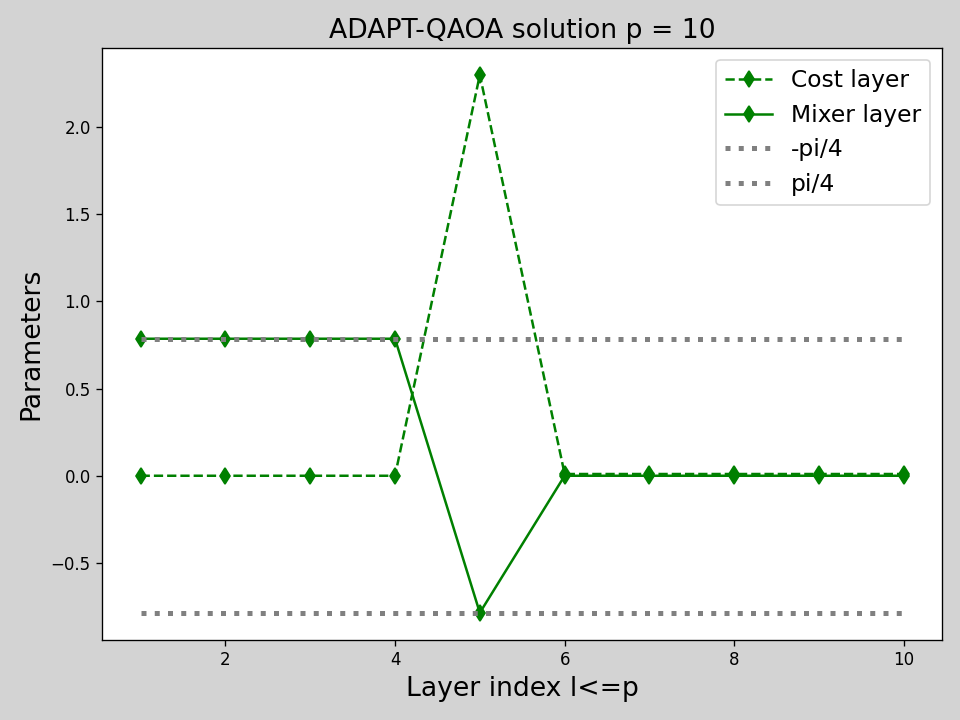 ADAPT-QAOA solution p = 10
Cost layer
Mixer layer
-pi/4
pi/4
Parameters
2.0
1.5
1.0
0.5
0.0
−0.5
2
4
6
8
10
Layer index l<=p